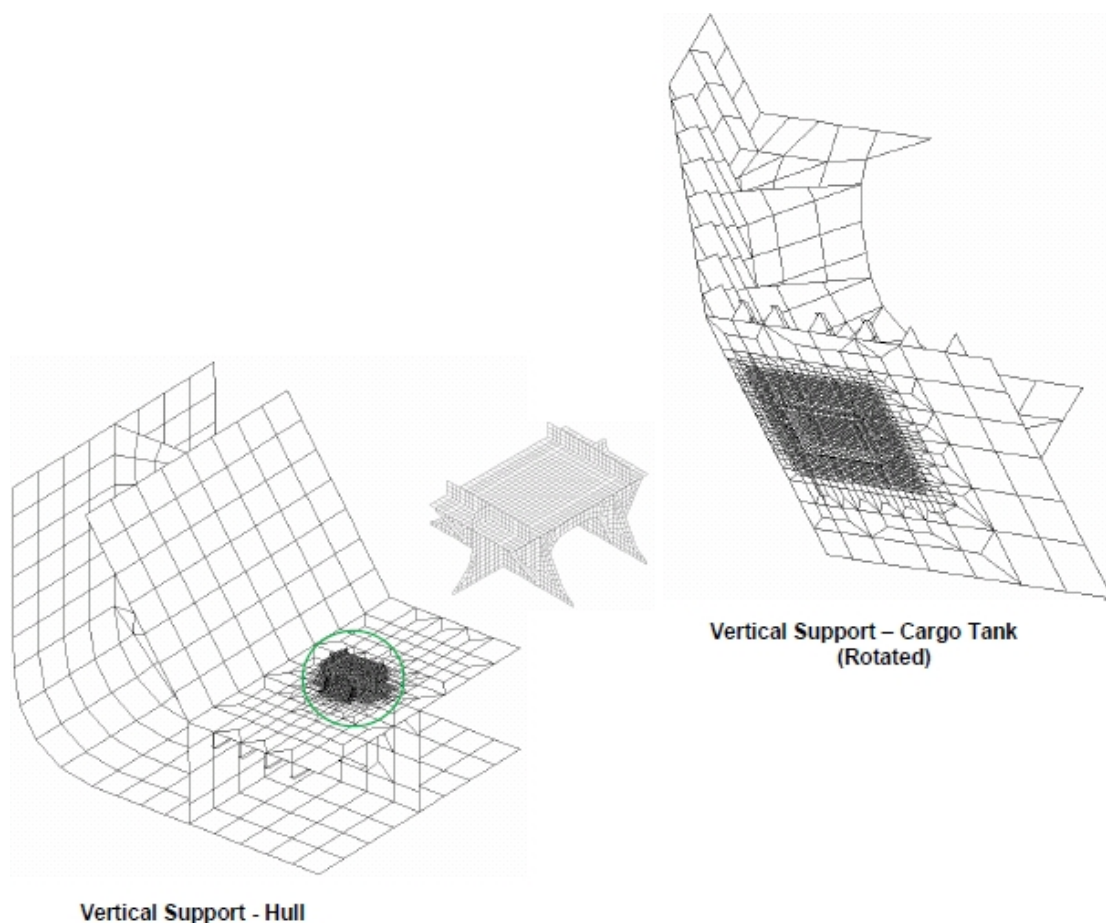 Vertical Support – Cargo Tank
(Rotated)
Vertical Support - Hull